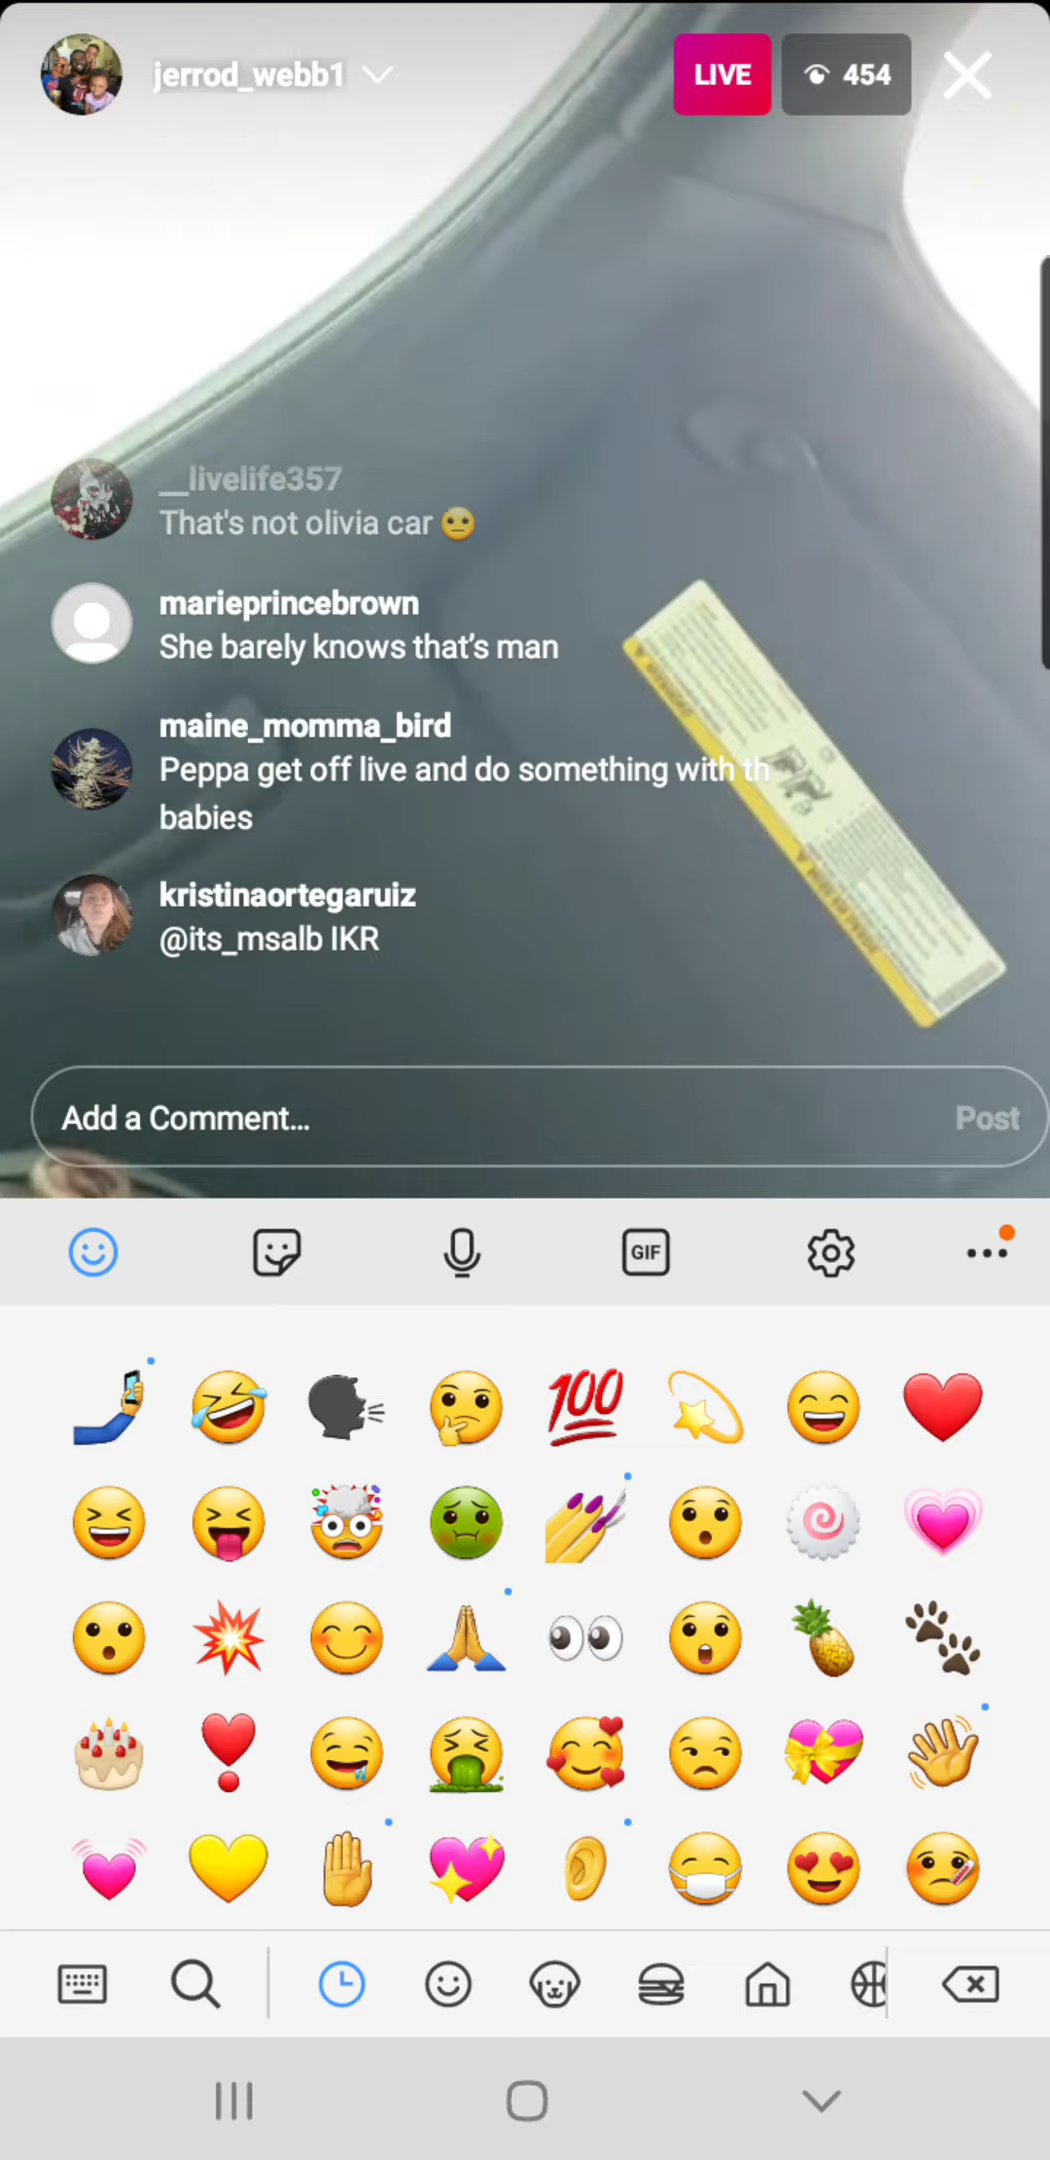 jerrod_webb1
LIVE
454
__livelife357
That's not olivia car
marieprincebrown
She barely knows that's man
maine_momma_bird
Peppa get off live and do something with th
babies
kristinaortegaruiz
@its_msalb IKR
Add a Comment...
Post
GIF
100